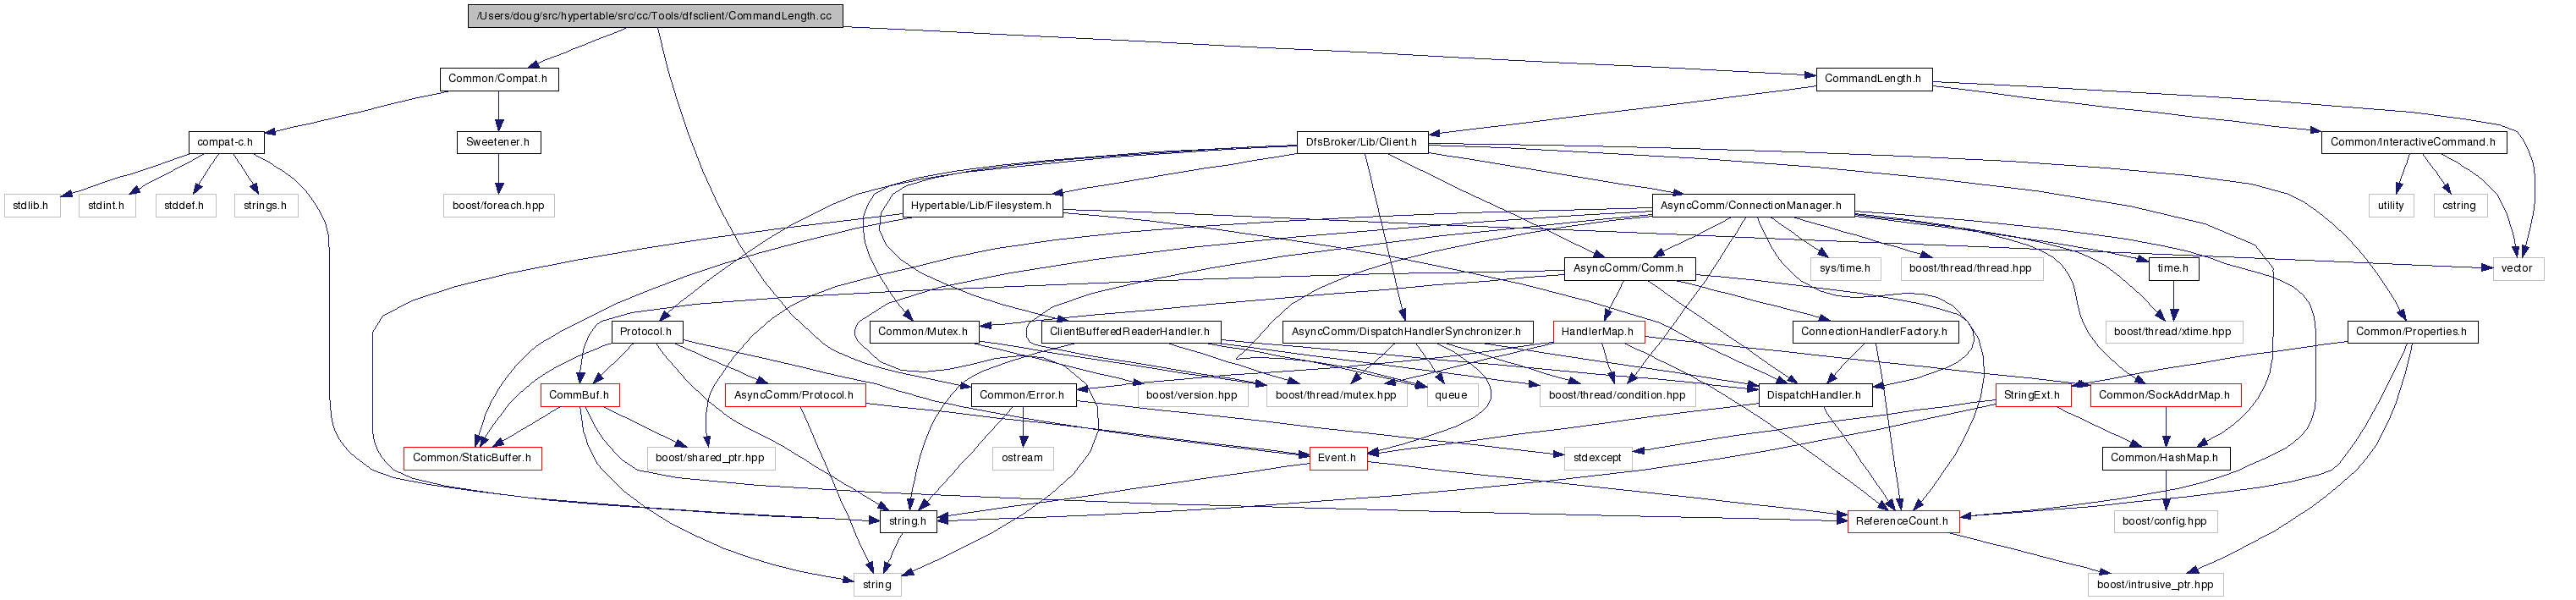 /Users/doug/src/hypertable/src/cc/Tools/dfsclient/CommandLength.cc
Common/Compat.h
CommandLength.h
compat-c.h
Sweetener.h
DfsBroker/Lib/Client.h
Common/InteractiveCommand.h
stdlib.h
stdint.h
stddef.h
strings.h
boost/foreach.hpp
Hypertable/Lib/Filesystem.h
AsyncComm/ConnectionManager.h
utility
cstring
AsyncComm/Comm.h
sys/time.h
boost/thread/thread.hpp
time.h
vector
Protocol.h
Common/Mutex.h
ClientBufferedReaderHandler.h
AsyncComm/DispatchHandlerSynchronizer.h
HandlerMap.h
ConnectionHandlerFactory.h
boost/thread/xtime.hpp
Common/Properties.h
CommBuf.h
AsyncComm/Protocol.h
Common/Error.h
boost/version.hpp
boost/thread/mutex.hpp
queue
boost/thread/condition.hpp
DispatchHandler.h
StringExt.h
Common/SockAddrMap.h
Common/StaticBuffer.h
boost/shared_ptr.hpp
ostream
Event.h
stdexcept
Common/HashMap.h
string.h
ReferenceCount.h
boost/config.hpp
string
boost/intrusive_ptr.hpp